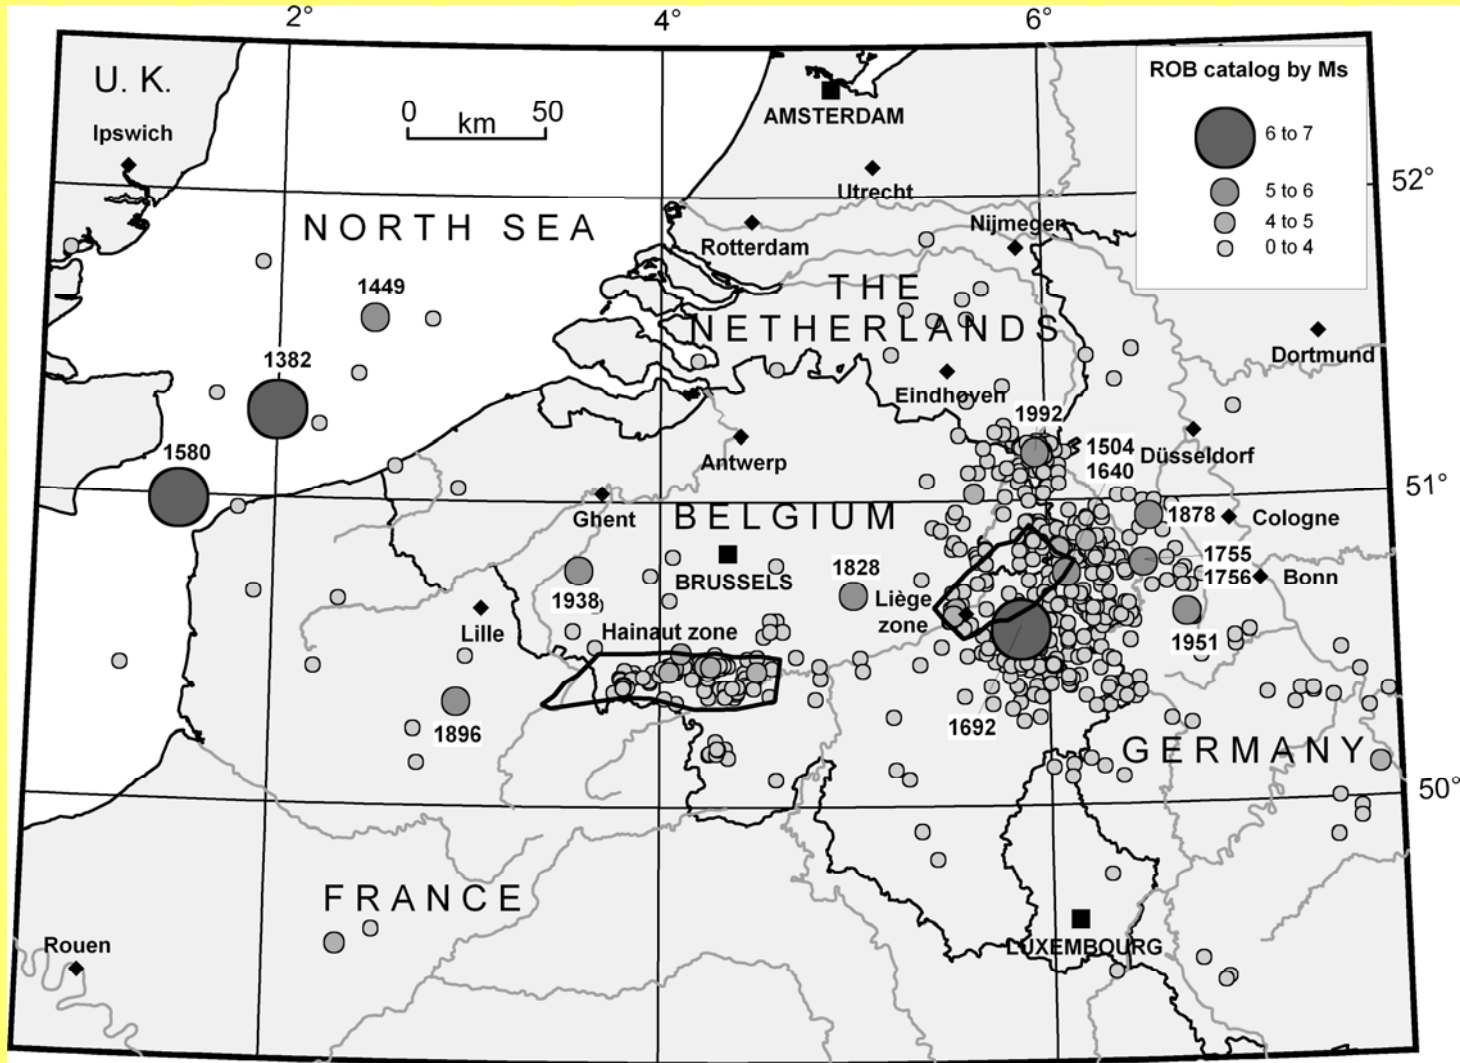 2°
4°
6°
U. K.
Ipswich
0 50
km
AMSTERDAM
Utrecht
ROB catalog by Ms
6 to 7
5 to 6
4 to 5
0 to 4
52°
NORTH SEA
Rotterdam
Nijmegen
1449
THE
NETHERLANDS
Dortmund
1382
Eindhoven
1992
1580
Antwerp
1504
1640
Düsseldorf
51°
Ghent
BELGIUM
1878
Cologne
BRUSSELS
1828
1755
1756
Bonn
1938
Liège
zone
Lille
Hainaut zone
1951
1896
1692
GERMANY
50°
FRANCE
Rouen
LUXEMBOURG